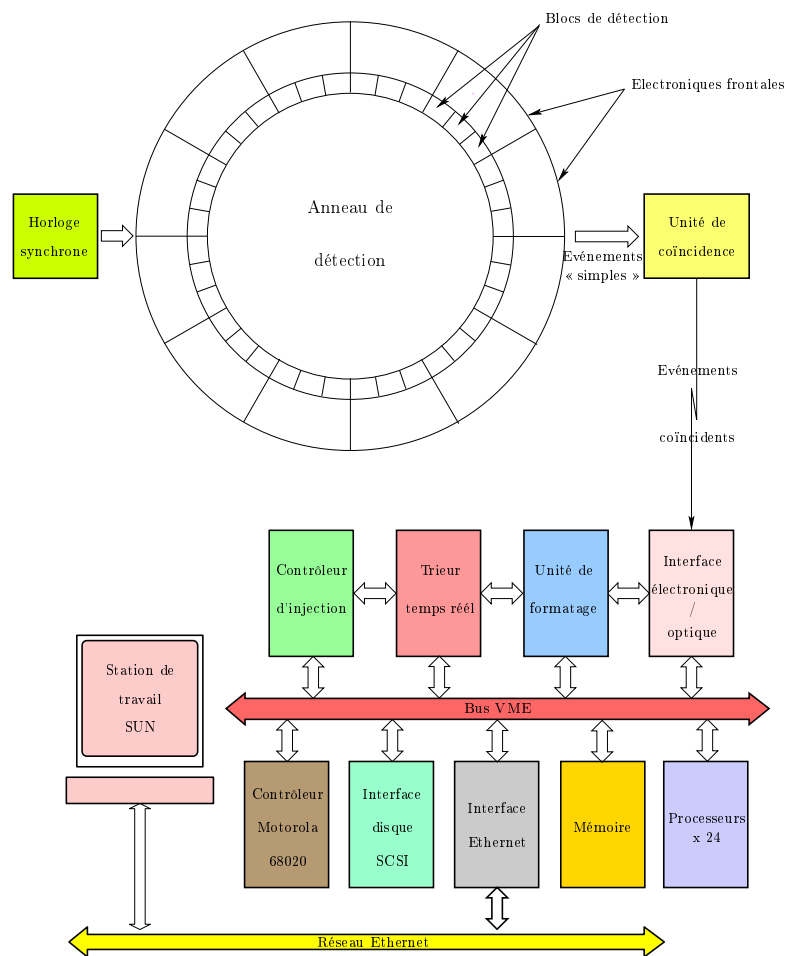 Blocs de détection
Electroniques frontales
Anneau de
détection
Horloge
synchrone
Evénements
« simples »
Unité de
coïncidence
Evénements
coïncidents
Contrôleur
d'injection
Trieur
temps réél
Unité de
formatage
Interface
électronique
/
optique
Station de
travail
SUN
Bus VME
Contrôleur
Motorola
68020
Interface
disque
SCSI
Interface
Ethernet
Mémoire
Processeurs
x 24
Réseau Ethernet